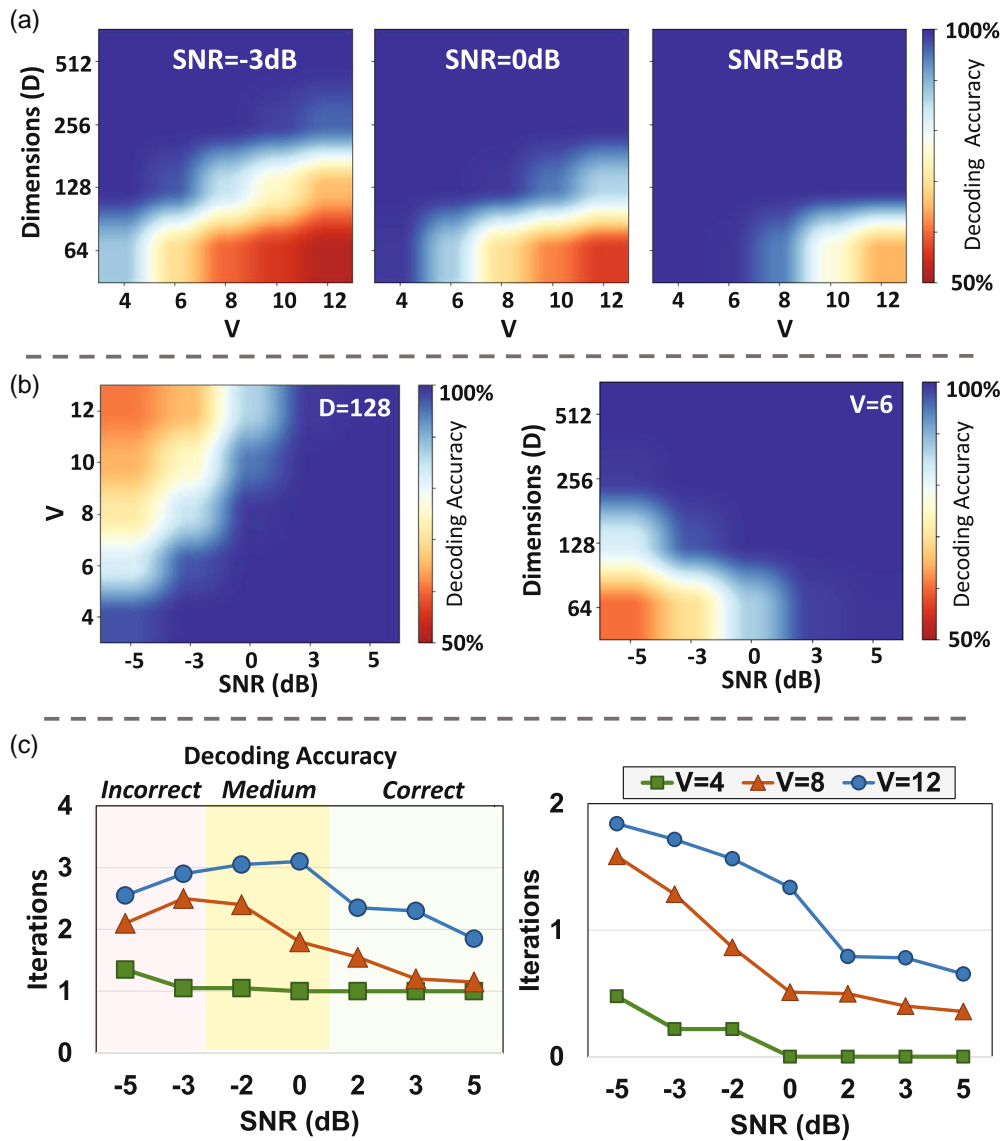 (a)
SNR=-3dB
SNR=0dB
SNR=5dB
Dimensions (D)
512
256
128
64
4 6 8 10 12
4 6 8 10 12
4 6 8 10 12
V
V
V
100%
Decoding Accuracy
50%
(b)
D=128
V
12
10
8
6
4
-5 -3 0 3 5
SNR (dB)
100%
Decoding Accuracy
50%
V=6
Dimensions (D)
512
256
128
64
-5 -3 0 3 5
SNR (dB)
100%
Decoding Accuracy
50%
(c)
Decoding Accuracy
Incorrect Medium Correct
Iterions
4
3
2
1
0
-5 -3 -2 0 2 3 5
SNR (dB)
V=4 V=8 V=12
Iterions
2
1
0
-5 -3 -2 0 2 3 5
SNR (dB)